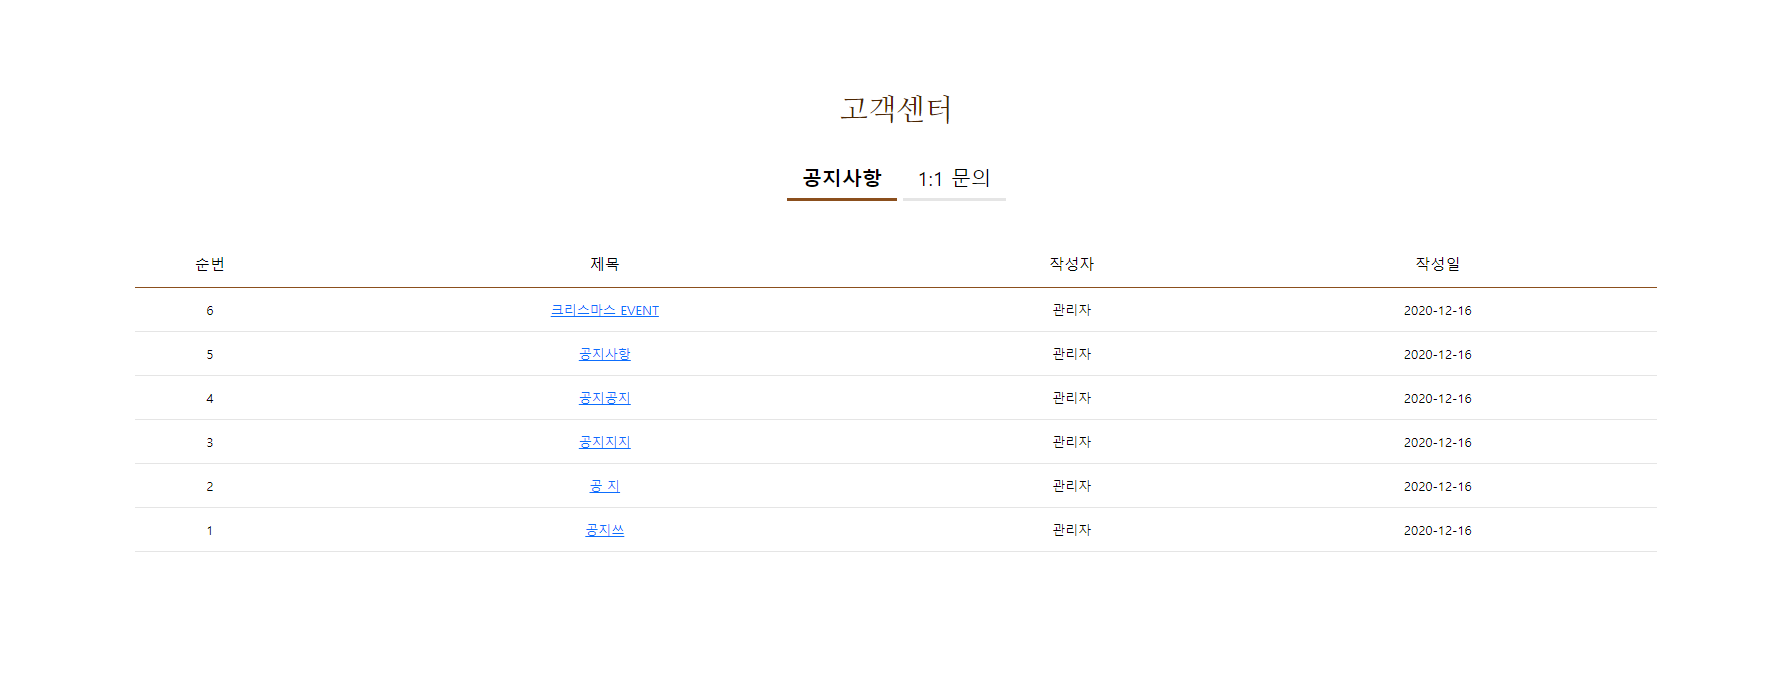 고객센터
공지사항 1:1 문의
순번 제목 작성자 작성일
6 크리스마스 EVENT 관리자 2020-12-16
5 공지사항 관리자 2020-12-16
4 공지공지 관리자 2020-12-16
3 공지지지 관리자 2020-12-16
2 공 지 관리자 2020-12-16
1 공지쓰 관리자 2020-12-16